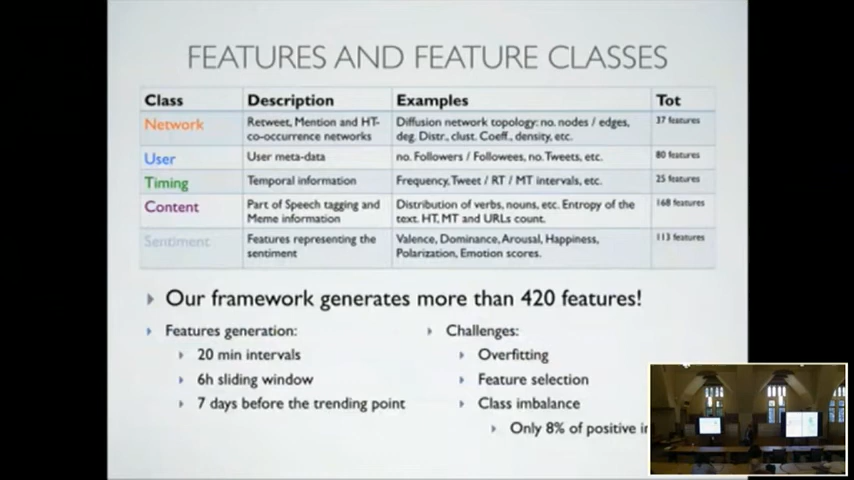 FEATURES AND FEATURE CLASSES
Class Description Examples Tot
Network Retweet, Mention and HT- Diffusion network topology: no. nodes / edges, 37 features
co-occurrence networks deg. Distr., clust. Coeff., density, etc.
User User meta-data no. Followers / Followees, no. Tweets, etc. 80 features
Timing Temporal information Frequency, Tweet / RT / MT intervals, etc. 25 features
Content Part of Speech tagging and Distribution of verbs, nouns, etc. Entropy of the 168 features
Meme information text. HT, MT and URLs count.
Sentiment Features representing the Valence, Dominance, Arousal, Happiness, 113 features
sentiment Polarization, Emotion scores.
Our framework generates more than 420 features!
Features generation:
20 min intervals
6h sliding window
7 days before the trending point
Challenges:
Overfitting
Feature selection
Class imbalance
Only 8% of positive